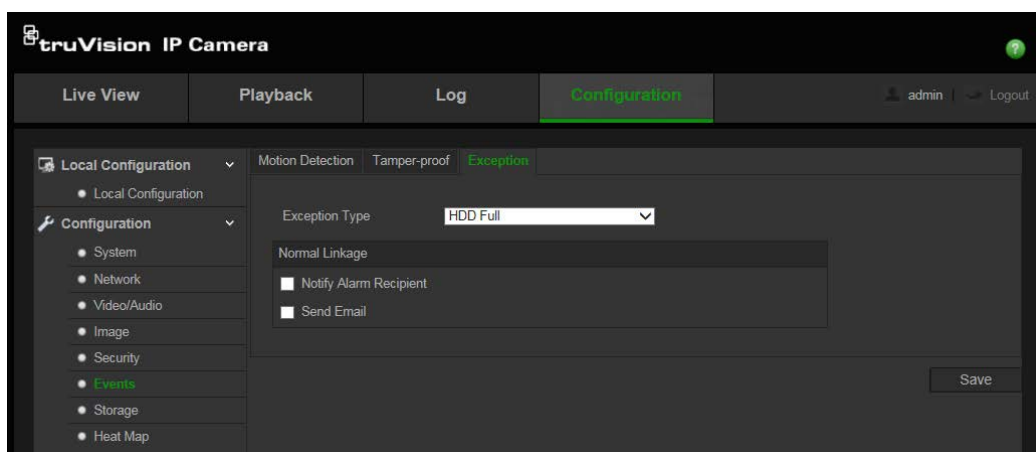 truVision IP Camera
?
Live View
Playback
Log
Configuration
admin | Logout
Local Configuration
Local Configuration
Configuration
System
Network
Video/Audio
Image
Security
Events
Storage
Heat Map
Motion Detection
Tamper-proof
Exception
Exception Type
HDD Full
Normal Linkage
Notify Alarm Recipient
Send Email
Save